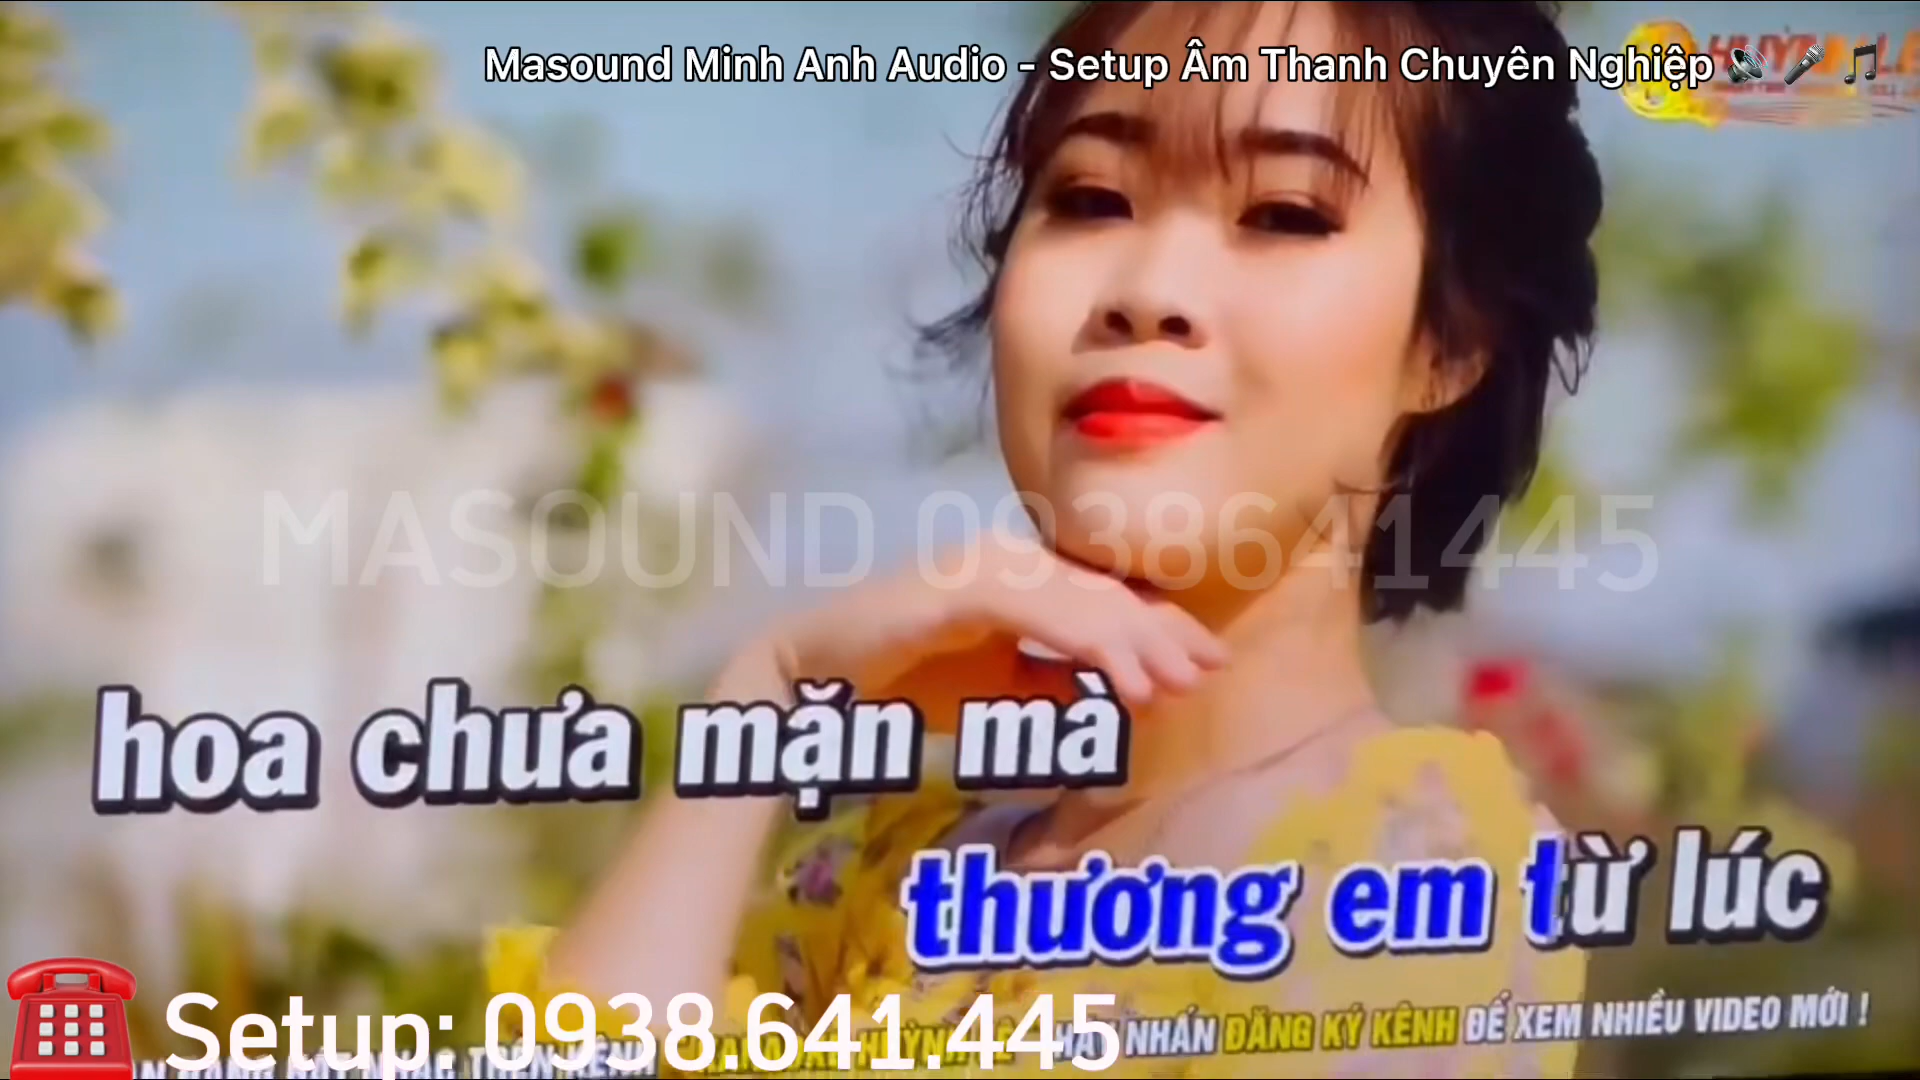 Masound Minh Anh Audio - Setup Âm Thanh Chuyên Nghiệp
MASOUND 0938641445
hoa chưa mặn mà
thương em từ lúc
NHẤN ĐĂNG KÝ KÊNH ĐỂ XEM NHIỀU VIDEO MỚI !
Setup: 0938.641.445